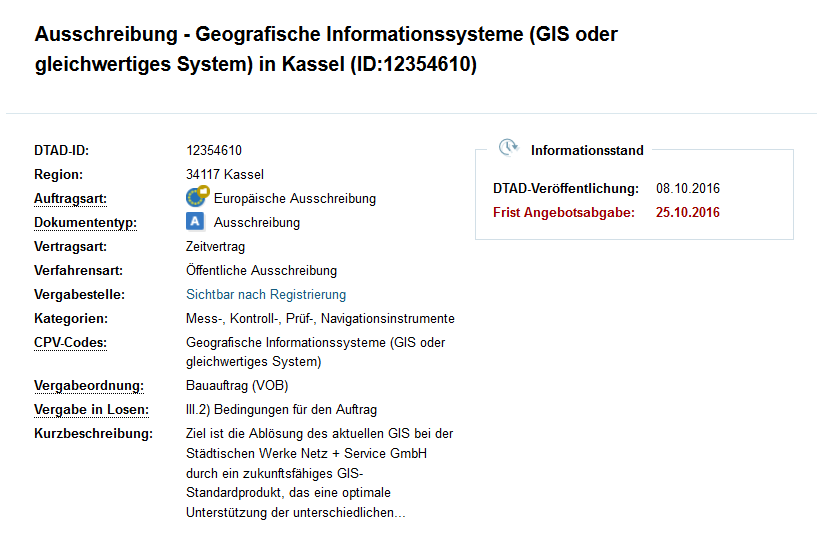 Ausschreibung - Geografische Informationssysteme (GIS oder
gleichwertiges System) in Kassel (ID:12354610)
DTAD-ID: 12354610
Region: 34117 Kassel
Auftragsart: Europäische Ausschreibung
Dokumententyp: A Ausschreibung
Vertragsart: Zeitvertrag
Verfahrensart: Öffentliche Ausschreibung
Vergabestelle: Sichtbar nach Registrierung
Kategorien: Mess-, Kontroll-, Prüf-, Navigationsinstrumente
CPV-Codes: Geografische Informationssysteme (GIS oder
gleichwertiges System)
Vergabeordnung: Bauauftrag (VOB)
Vergabe in Losen: III.2) Bedingungen für den Auftrag
Kurzbeschreibung: Ziel ist die Ablösung des aktuellen GIS bei der
Städtischen Werke Netz + Service GmbH
durch ein zukunftsfähiges GIS-
Standardprodukt, das eine optimale
Unterstützung der unterschiedlichen...
Informationsstand
DTAD-Veröffentlichung: 08.10.2016
Frist Angebotsabgabe: 25.10.2016